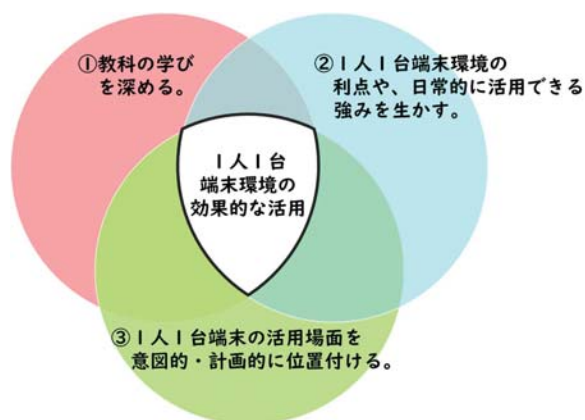 ①教科の学び
を深める。
②１人１台端末環境の
利点や、日常的に活用できる
強みを生かす。
１人１台
端末環境の
効果的な活用
③１人１台端末の活用場面を
意図的・計画的に位置付ける。